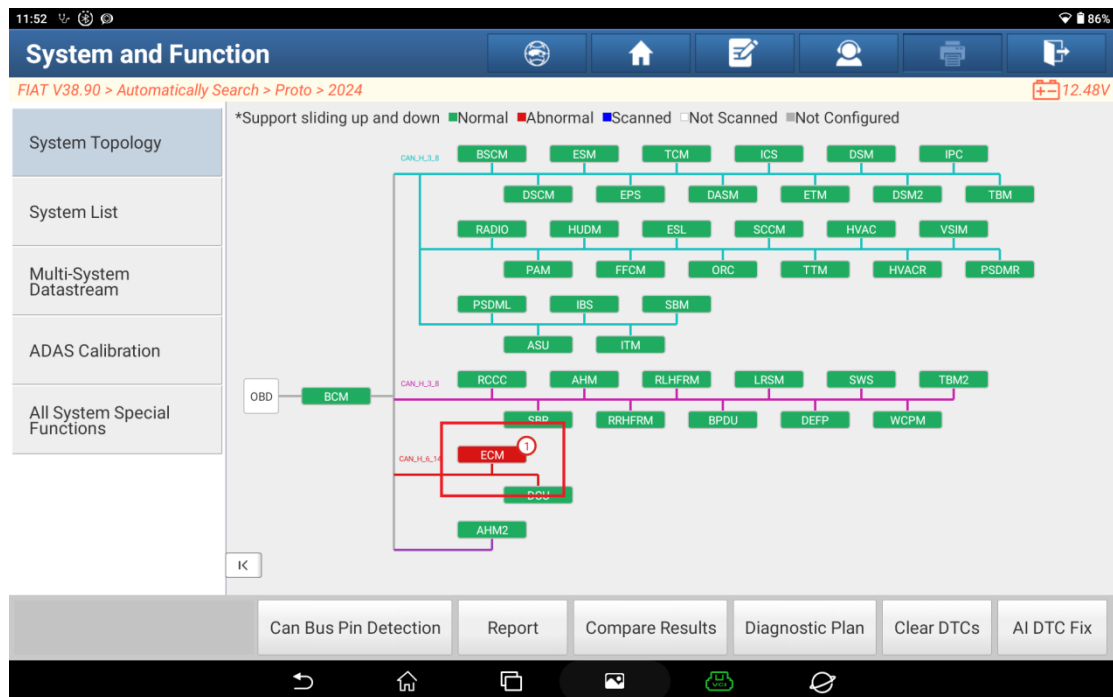 11:52
86%
System and Function
FIAT V38.90 > Automatically Search > Proto > 2024
12.48V
System Topology
System List
Multi-System
Datastream
ADAS Calibration
All System Special
Functions
*Support sliding up and down Normal Abnormal Scanned Not Scanned Not Configured
CAN_H_3_8
BSCM ESM TCM ICS DSM IPC
DSCM EPS DASM ETM DSM2 TBM
RADIO HUDM ESL SCCM HVAC VSIM
PAM FFCM ORC TTM HVACR PSDMR
PSDML IBS SBM
ASU ITM
OBD BCM
CAN_H_3_8
RCCC AHM RLHFRM LRSM SWS TBM2
SBR RRHFRM BPDU DEFP WCPM
CAN_H_6_14
ECM 1
DCU
AHM2
Can Bus Pin Detection Report Compare Results Diagnostic Plan Clear DTCs AI DTC Fix
VCI